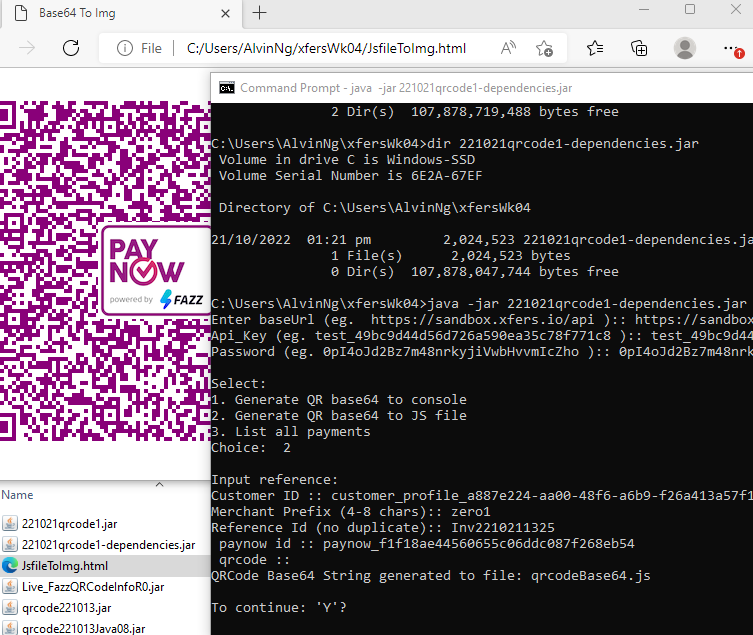 Base64 To Img
File
C:/Users/AlvinNg/xfersWk04/JsfileToImg.html
Command Prompt - java -jar 221021qrcode1-dependencies.jar
2 Dir(s) 107,878,719,488 bytes free
C:\Users\AlvinNg\xfersWk04>dir 221021qrcode1-dependencies.jar
Volume in drive C is Windows-SSD
Volume Serial Number is 6E2A-67EF
Directory of C:\Users\AlvinNg\xfersWk04
21/10/2022 01:21 pm 2,024,523 221021qrcode1-dependencies.ja
1 File(s) 2,024,523 bytes
0 Dir(s) 107,878,047,744 bytes free
C:\Users\AlvinNg\xfersWk04>java -jar 221021qrcode1-dependencies.jar
Enter baseUrl (eg. https://sandbox.xfers.io/api ):: https://sandbox
Api_Key (eg. test_49bc9d44d56d726a590ea35c78f771c8 ):: test_49bc9d44
Password (eg. 0pI4oJd2Bz7m48nrkyjiVwbHvvmIcZho ):: 0pI4oJd2Bz7m48nrk
Select:
1. Generate QR base64 to console
2. Generate QR base64 to JS file
3. List all payments
Choice: 2
Input reference:
Customer ID :: customer_profile_a887e224-aa00-48f6-a6b9-f26a413a57f1
Merchant Prefix (4-8 chars):: zero1
Reference Id (no duplicate):: Inv2210211325
paynow id :: paynow_f1f18ae44560655c06ddc087f268eb54
qrcode ::
QRCode Base64 String generated to file: qrcodeBase64.js
To continue: 'Y'?
PAY
NOW
powered by FAZZ
Name
221021qrcode1.jar
221021qrcode1-dependencies.jar
JsfileToImg.html
Live_FazzQRCodeInfoR0.jar
qrcode221013.jar
qrcode221013Java08.jar